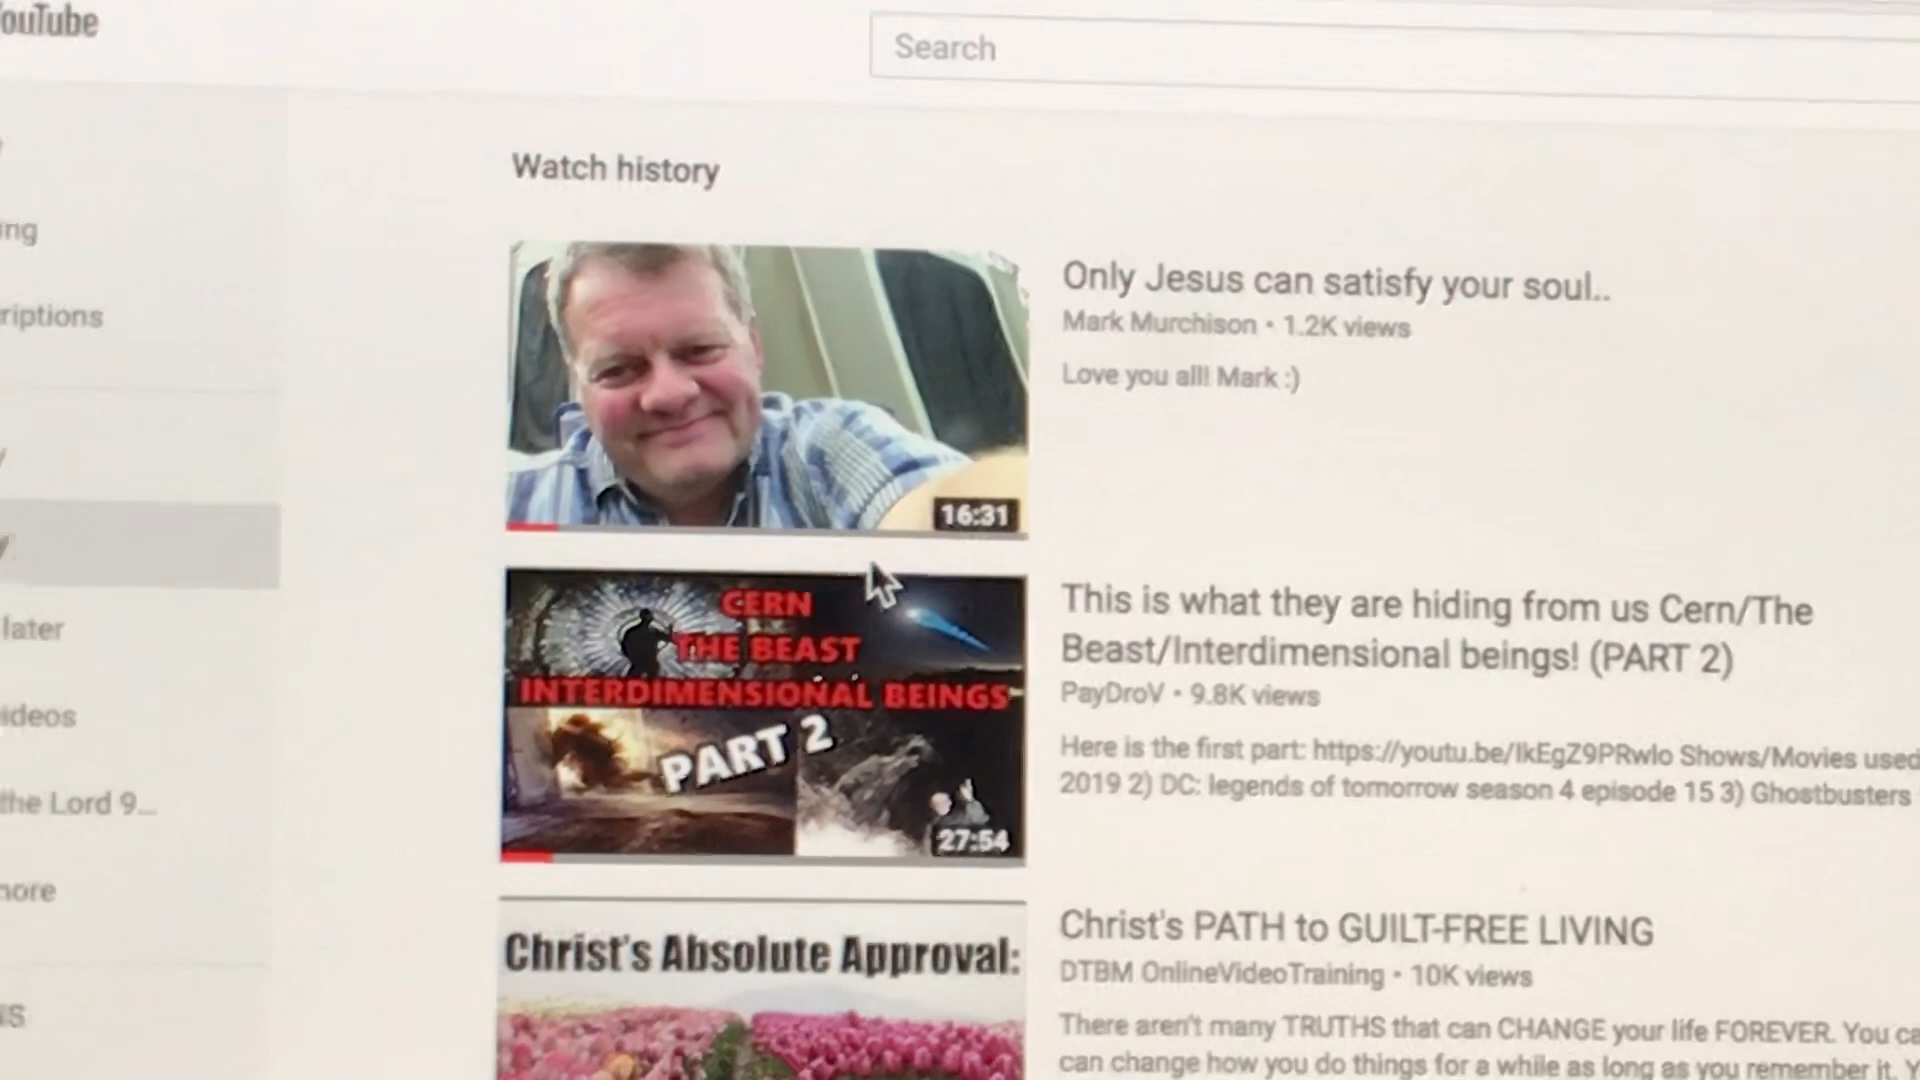 YouTube
Search
Watch history
Only Jesus can satisfy your soul..
Mark Murchison • 1.2K views
Love you all! Mark :)
16:31
CERN
THE BEAST
INTERDIMENSIONAL BEINGS
PART 2
27:54
This is what they are hiding from us Cern/The
Beast/Interdimensional beings! (PART 2)
PayDroV • 9.8K views
Here is the first part: https://youtu.be/IkEgZ9PRwlo Shows/Movies used
2019 2) DC: legends of tomorrow season 4 episode 15 3) Ghostbusters
Christ's Absolute Approval:
Christ's PATH to GUILT-FREE LIVING
DTBM OnlineVideoTraining • 10K views
There aren't many TRUTHS that can CHANGE your life FOREVER. You ca
can change how you do things for a while as long as you remember it. Y
ing
riptions
later
ideos
the Lord 9...
more